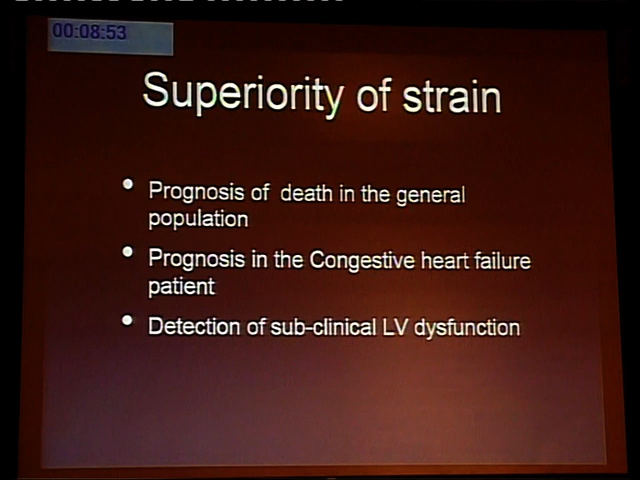 00:08:53
Superiority of strain
• Prognosis of death in the general
population
• Prognosis in the Congestive heart failure
patient
• Detection of sub-clinical LV dysfunction